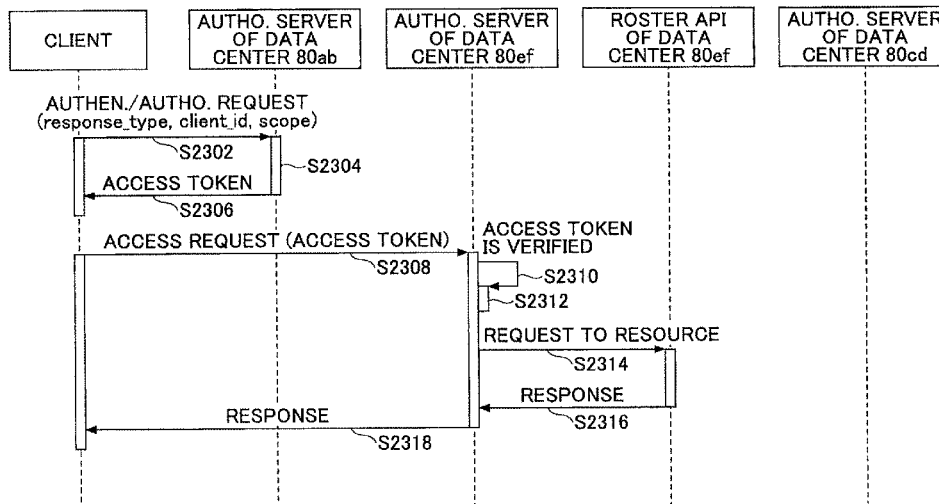 CLIENT
AUTHO. SERVER
OF DATA
CENTER 80ab
AUTHO. SERVER
OF DATA
CENTER 80ef
ROSTER API
OF DATA
CENTER 80ef
AUTHO. SERVER
OF DATA
CENTER 80cd
AUTHEN./AUTHO. REQUEST
(response_type, client_id, scope)
S2302
S2304
ACCESS TOKEN
S2306
ACCESS REQUEST (ACCESS TOKEN)
S2308
ACCESS TOKEN
IS VERIFIED
S2310
S2312
REQUEST TO RESOURCE
S2314
RESPONSE
S2316
RESPONSE
S2318